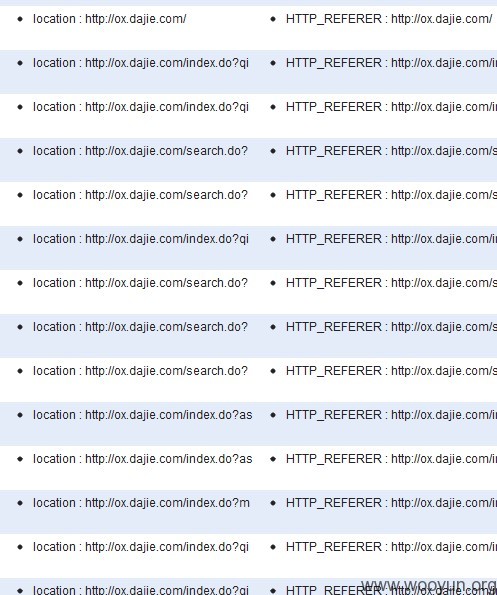 location : http://ox.dajie.com/ HTTP_REFERER : http://ox.dajie.com/
location : http://ox.dajie.com/index.do?qi HTTP_REFERER : http://ox.dajie.com/i
location : http://ox.dajie.com/index.do?qi HTTP_REFERER : http://ox.dajie.com/i
location : http://ox.dajie.com/search.do? HTTP_REFERER : http://ox.dajie.com/s
location : http://ox.dajie.com/search.do? HTTP_REFERER : http://ox.dajie.com/s
location : http://ox.dajie.com/index.do?qi HTTP_REFERER : http://ox.dajie.com/i
location : http://ox.dajie.com/search.do? HTTP_REFERER : http://ox.dajie.com/s
location : http://ox.dajie.com/search.do? HTTP_REFERER : http://ox.dajie.com/s
location : http://ox.dajie.com/search.do? HTTP_REFERER : http://ox.dajie.com/s
location : http://ox.dajie.com/index.do?as HTTP_REFERER : http://ox.dajie.com/i
location : http://ox.dajie.com/index.do?as HTTP_REFERER : http://ox.dajie.com/i
location : http://ox.dajie.com/index.do?m HTTP_REFERER : http://ox.dajie.com/i
location : http://ox.dajie.com/index.do?qi HTTP_REFERER : http://ox.dajie.com/i
location : http://ox.dajie.com/index.do?qi HTTP_REFERER : http://ox.dajie.com/i
www.wooyun.org